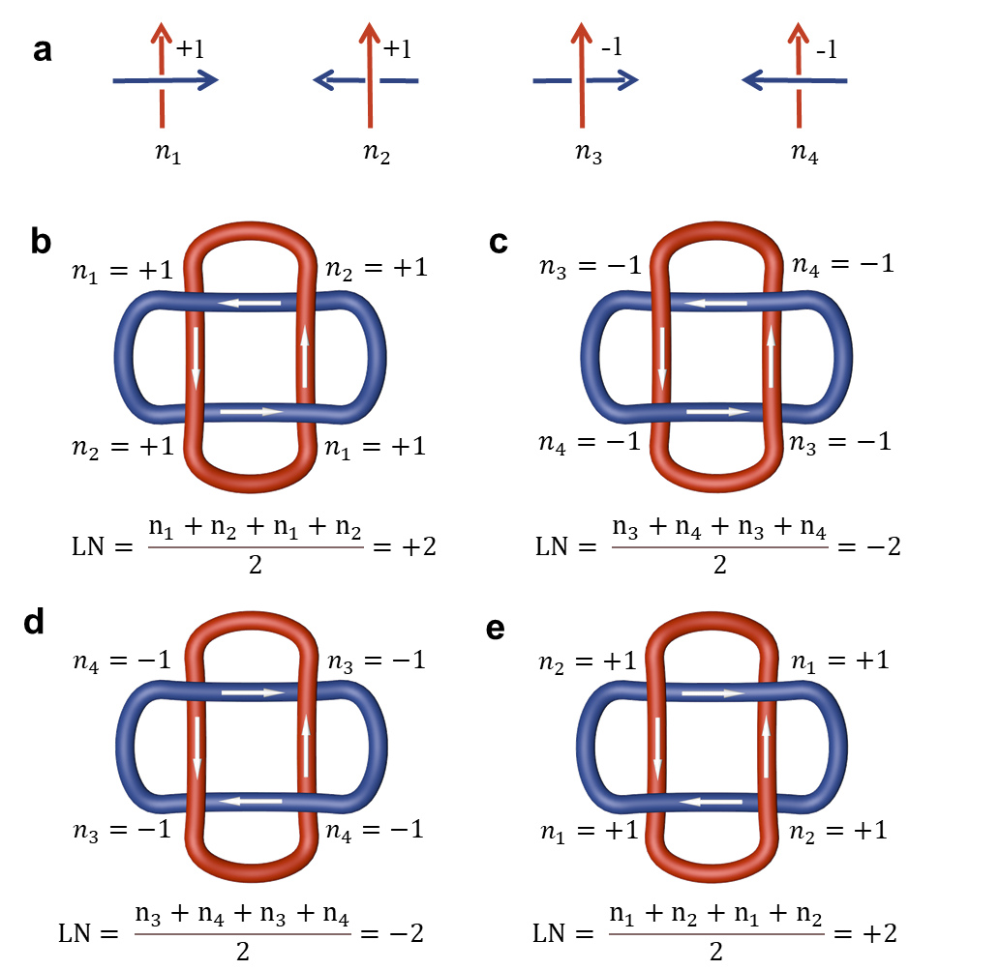 a
+1 +1 -1 -1
n₁ n₂ n₃ n₄
b
n₁ = +1 n₂ = +1
n₂ = +1 n₁ = +1
LN = (n₁ + n₂ + n₁ + n₂)/2 = +2
c
n₃ = −1 n₄ = −1
n₄ = −1 n₃ = −1
LN = (n₃ + n₄ + n₃ + n₄)/2 = −2
d
n₄ = −1 n₃ = −1
n₃ = −1 n₄ = −1
LN = (n₃ + n₄ + n₃ + n₄)/2 = −2
e
n₂ = +1 n₁ = +1
n₁ = +1 n₂ = +1
LN = (n₁ + n₂ + n₁ + n₂)/2 = +2